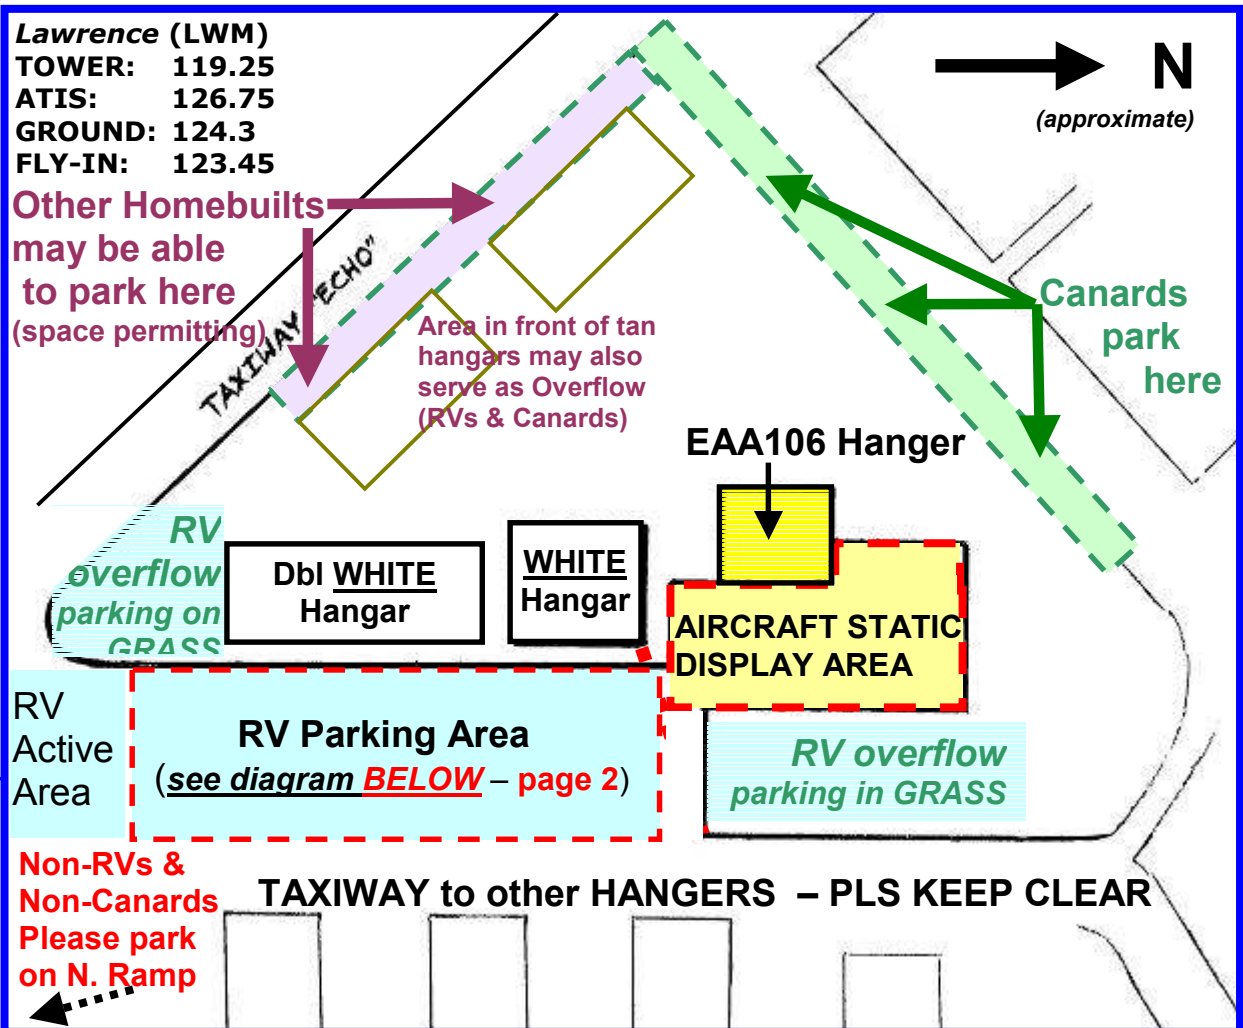 Lawrence (LWM)
TOWER: 119.25
ATIS: 126.75
GROUND: 124.3
FLY-IN: 123.45
N
(approximate)
Other Homebuilts
may be able
to park here
(space permitting)
TAXIWAY "ECHO"
Area in front of tan
hangars may also
serve as Overflow
(RVs & Canards)
Canards
park
here
EAA106 Hanger
RV
overflow
parking on
GRASS
Dbl WHITE
Hangar
WHITE
Hangar
AIRCRAFT STATIC
DISPLAY AREA
RV
Active
Area
RV Parking Area
(see diagram BELOW – page 2)
RV overflow
parking in GRASS
Non-RVs &
Non-Canards
Please park
on N. Ramp
TAXIWAY to other HANGERS – PLS KEEP CLEAR